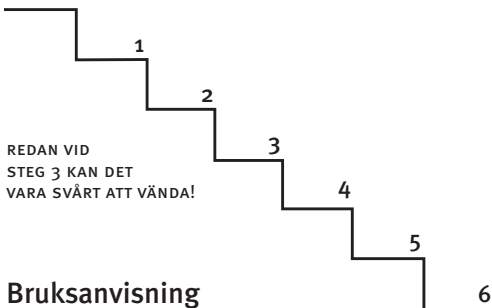 1
2
3
REDAN VID
STEG 3 KAN DET
VARA SVÅRT ATT VÄNDA!
4
5
Bruksanvisning
6